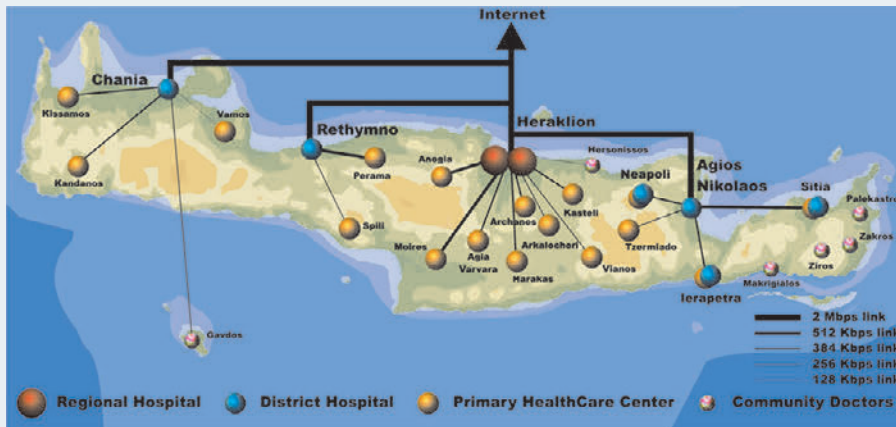 Internet
Chania
Kissamos
Vamos
Heraklion
Rethymno
Hersonissos
Agios
Nikolaos
Kandanos
Perama
Anogia
Neapoli
Sitia
Palekastro
Kasteli
Archanes
Spili
Arkalochori
Zakros
Moires
Agia
Varvara
Tzermiado
Harakas
Vianos
Ziros
Makrigialos
Ierapetra
Gavdos
2 Mbps link
512 Kbps link
384 Kbps link
256 Kbps link
128 Kbps link
Regional Hospital
District Hospital
Primary HealthCare Center
Community Doctors